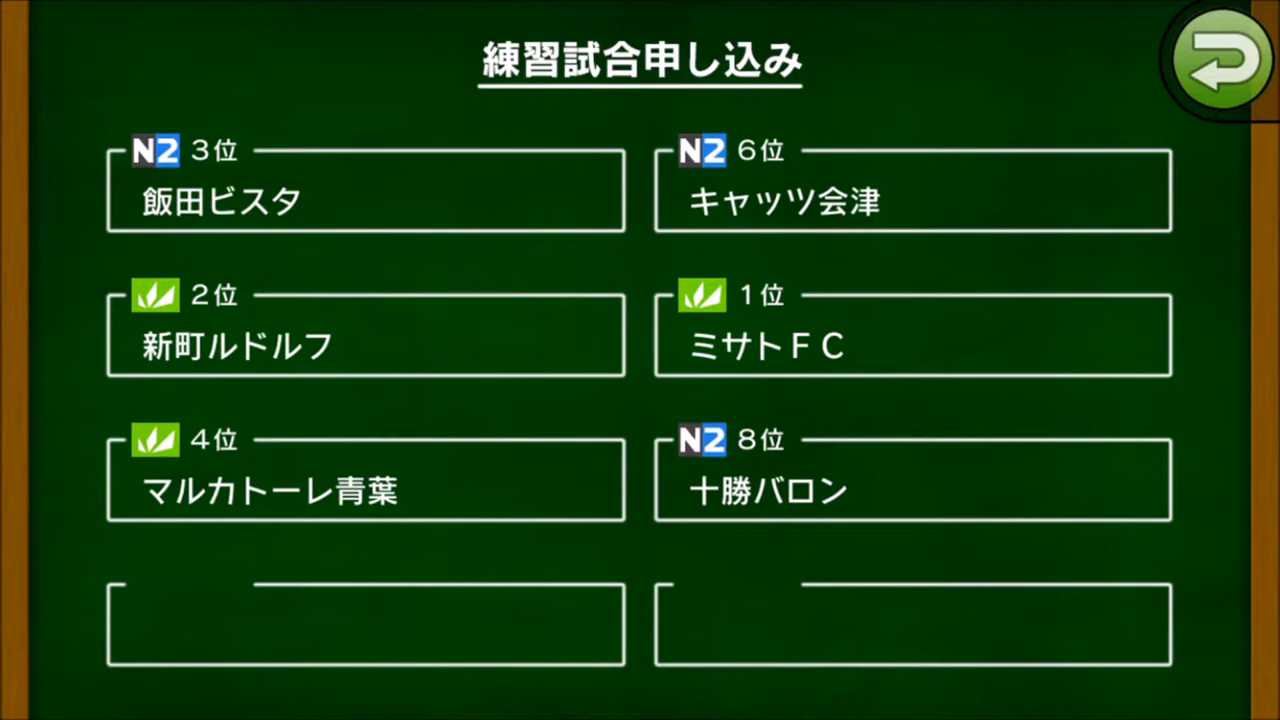 練習試合申し込み
N2 3位
飯田ビスタ
N2 6位
キャッツ会津
2位
新町ルドルフ
1位
ミサトFC
4位
マルカトーレ青葉
N2 8位
十勝バロン